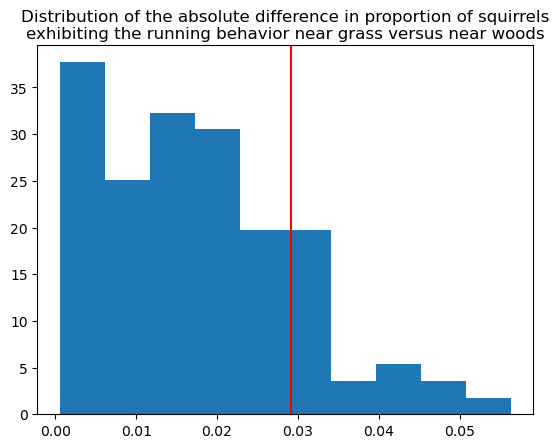 Distribution of the absolute difference in proportion of squirrels
exhibiting the running behavior near grass versus near woods
35
30
25
20
15
10
5
0
0.00 0.01 0.02 0.03 0.04 0.05